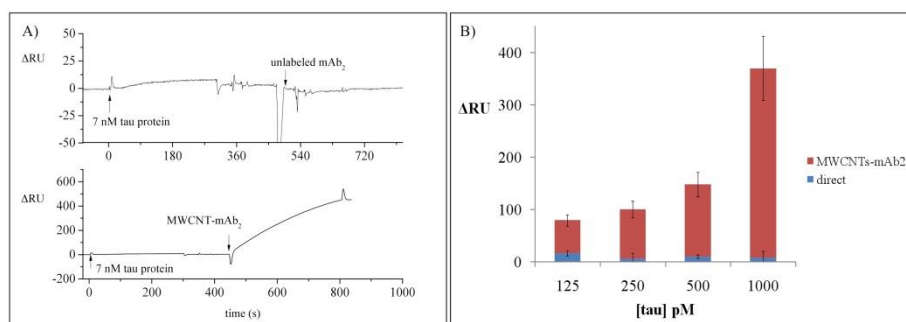 A)
ΔRU
50
25
0
-25
-50
unlabeled mAb2
7 nM tau protein
0 180 360 540 720
ΔRU
600
400
200
0
-200
MWCNT-mAb2
7 nM tau protein
0 200 400 600 800 1000
time (s)
B)
ΔRU
400
300
200
100
0
125 250 500 1000
[tau] pM
MWCNTs-mAb2
direct